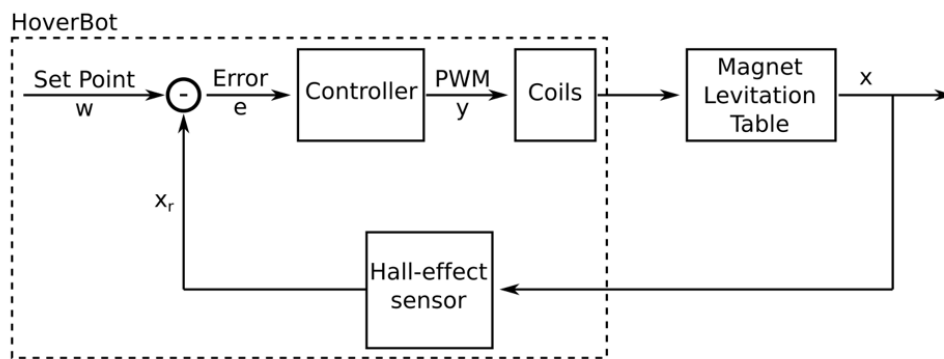 HoverBot
Set Point
w
-
Error
e
Controller
PWM
y
Coils
Magnet
Levitation
Table
x
xᵣ
Hall-effect
sensor